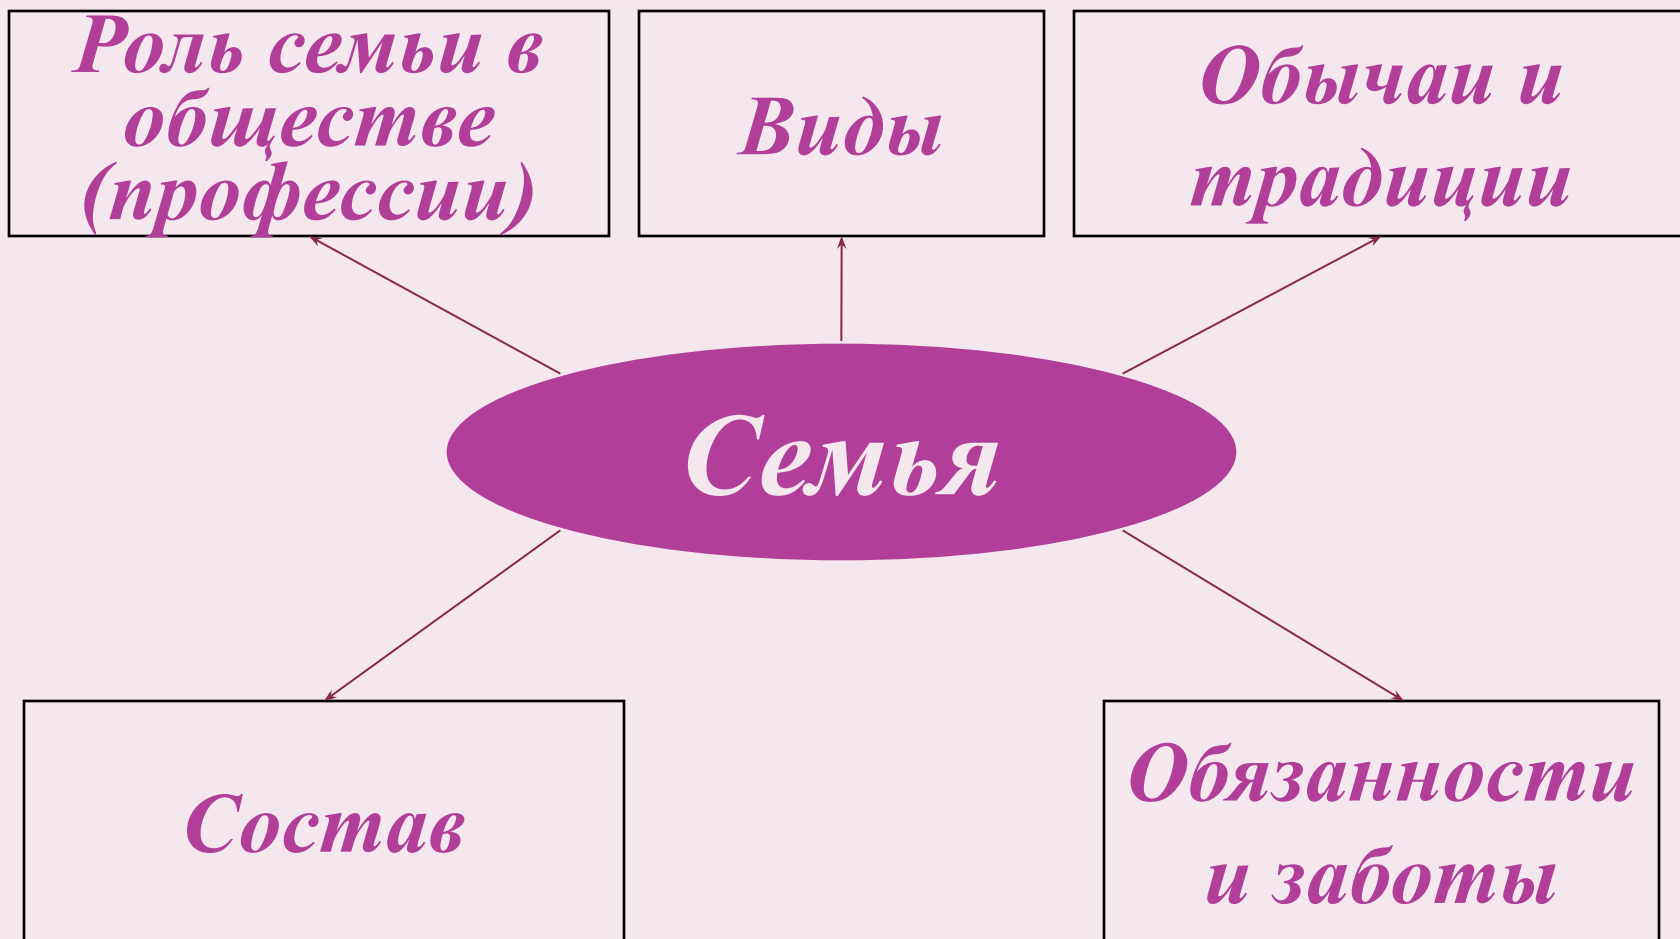 Роль семьи в
обществе
(профессии)
Виды
Обычаи и
традиции
Семья
Состав
Обязанности
и заботы